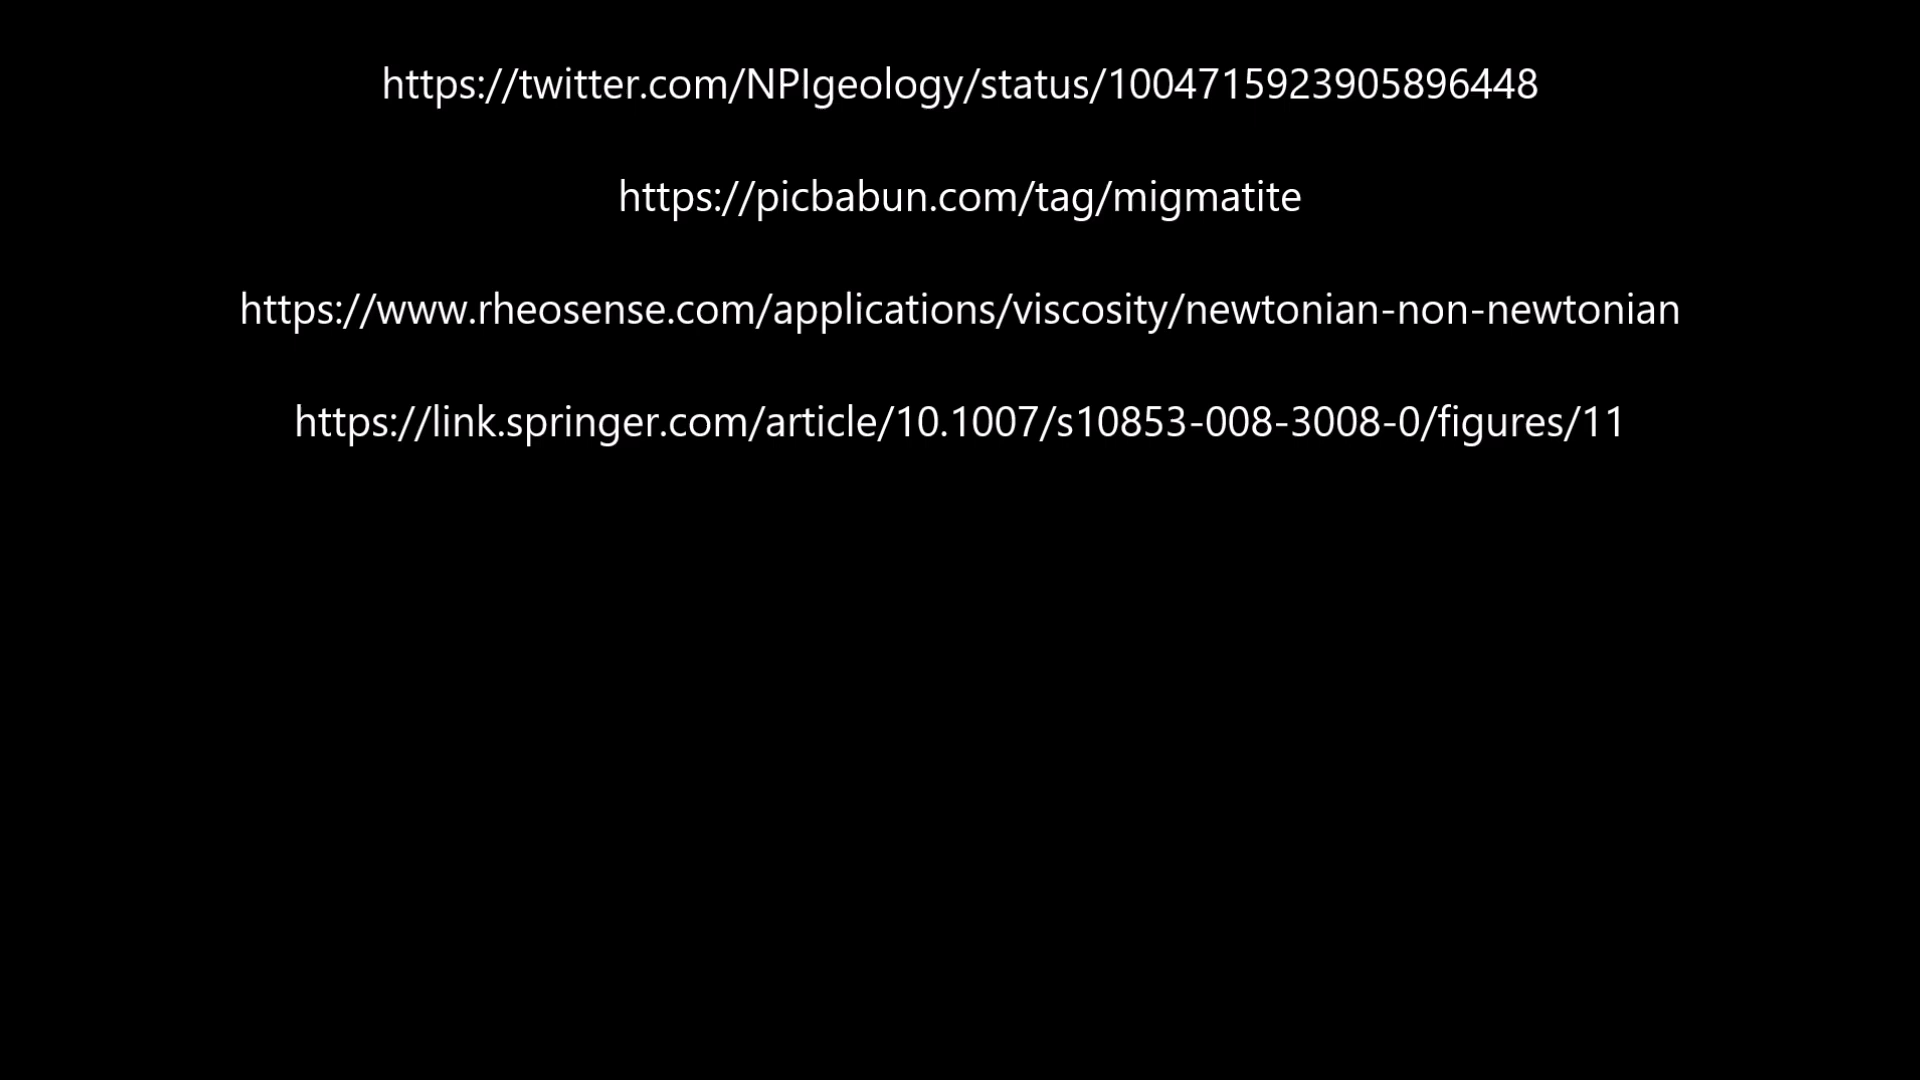 https://twitter.com/NPIgeology/status/1004715923905896448
https://picbabun.com/tag/migmatite
https://www.rheosense.com/applications/viscosity/newtonian-non-newtonian
https://link.springer.com/article/10.1007/s10853-008-3008-0/figures/11